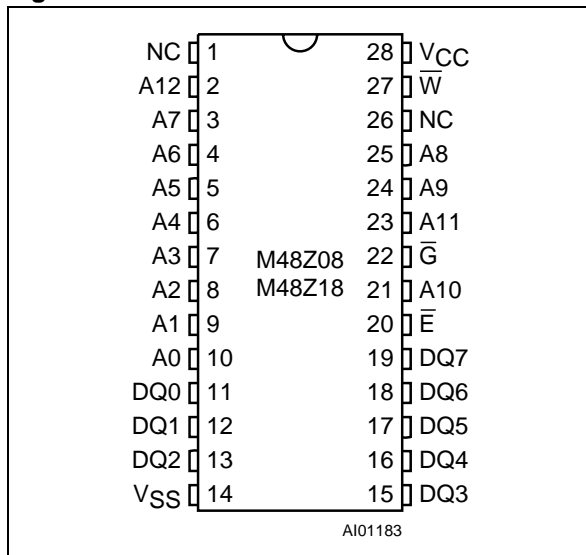 NC 1 28 VCC
A12 2 27 W̅
A7 3 26 NC
A6 4 25 A8
A5 5 24 A9
A4 6 23 A11
A3 7 M48Z08 22 G̅
A2 8 M48Z18 21 A10
A1 9 20 E̅
A0 10 19 DQ7
DQ0 11 18 DQ6
DQ1 12 17 DQ5
DQ2 13 16 DQ4
VSS 14 15 DQ3
AI01183